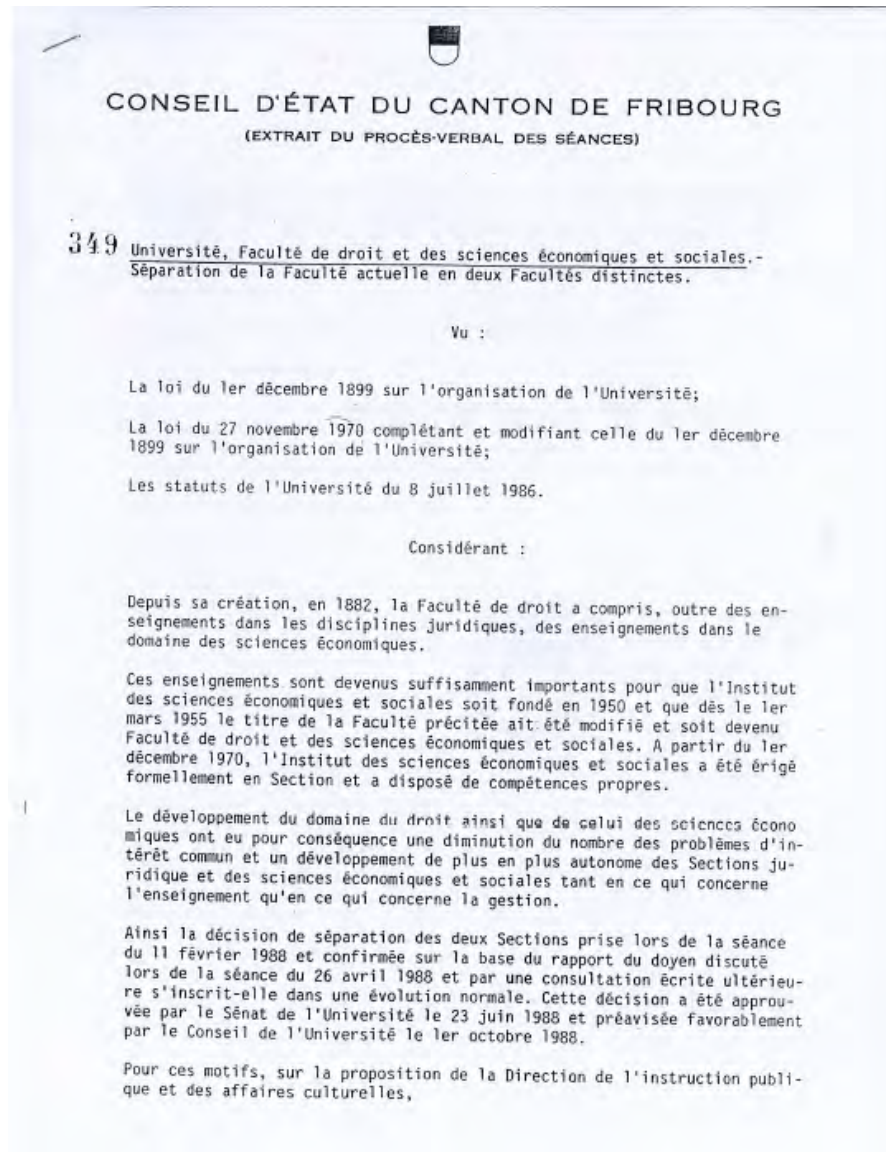 CONSEIL D'ÉTAT DU CANTON DE FRIBOURG
(EXTRAIT DU PROCÈS-VERBAL DES SÉANCES)
349 Université, Faculté de droit et des sciences économiques et sociales.-
Séparation de la Faculté actuelle en deux Facultés distinctes.
Vu :
La loi du 1er décembre 1899 sur l'organisation de l'Université;
La loi du 27 novembre 1970 complétant et modifiant celle du 1er décembre
1899 sur l'organisation de l'Université;
Les statuts de l'Université du 8 juillet 1986.
Considérant :
Depuis sa création, en 1882, la Faculté de droit a compris, outre des en-
seignements dans les disciplines juridiques, des enseignements dans le
domaine des sciences économiques.
Ces enseignements sont devenus suffisamment importants pour que l'Institut
des sciences économiques et sociales soit fondé en 1950 et que dès le 1er
mars 1955 le titre de la Faculté précitée ait été modifié et soit devenu
Faculté de droit et des sciences économiques et sociales. A partir du 1er
décembre 1970, l'Institut des sciences économiques et sociales a été érigé
formellement en Section et a disposé de compétences propres.
Le développement du domaine du droit ainsi que de celui des sciences écono
miques ont eu pour conséquence une diminution du nombre des problèmes d'in-
térêt commun et un développement de plus en plus autonome des Sections ju-
ridique et des sciences économiques et sociales tant en ce qui concerne
l'enseignement qu'en ce qui concerne la gestion.
Ainsi la décision de séparation des deux Sections prise lors de la séance
du 11 février 1988 et confirmée sur la base du rapport du doyen discuté
lors de la séance du 26 avril 1988 et par une consultation écrite ultérieu-
re s'inscrit-elle dans une évolution normale. Cette décision a été approu-
vée par le Sénat de l'Université le 23 juin 1988 et préavisée favorablement
par le Conseil de l'Université le 1er octobre 1988.
Pour ces motifs, sur la proposition de la Direction de l'instruction publi-
que et des affaires culturelles,